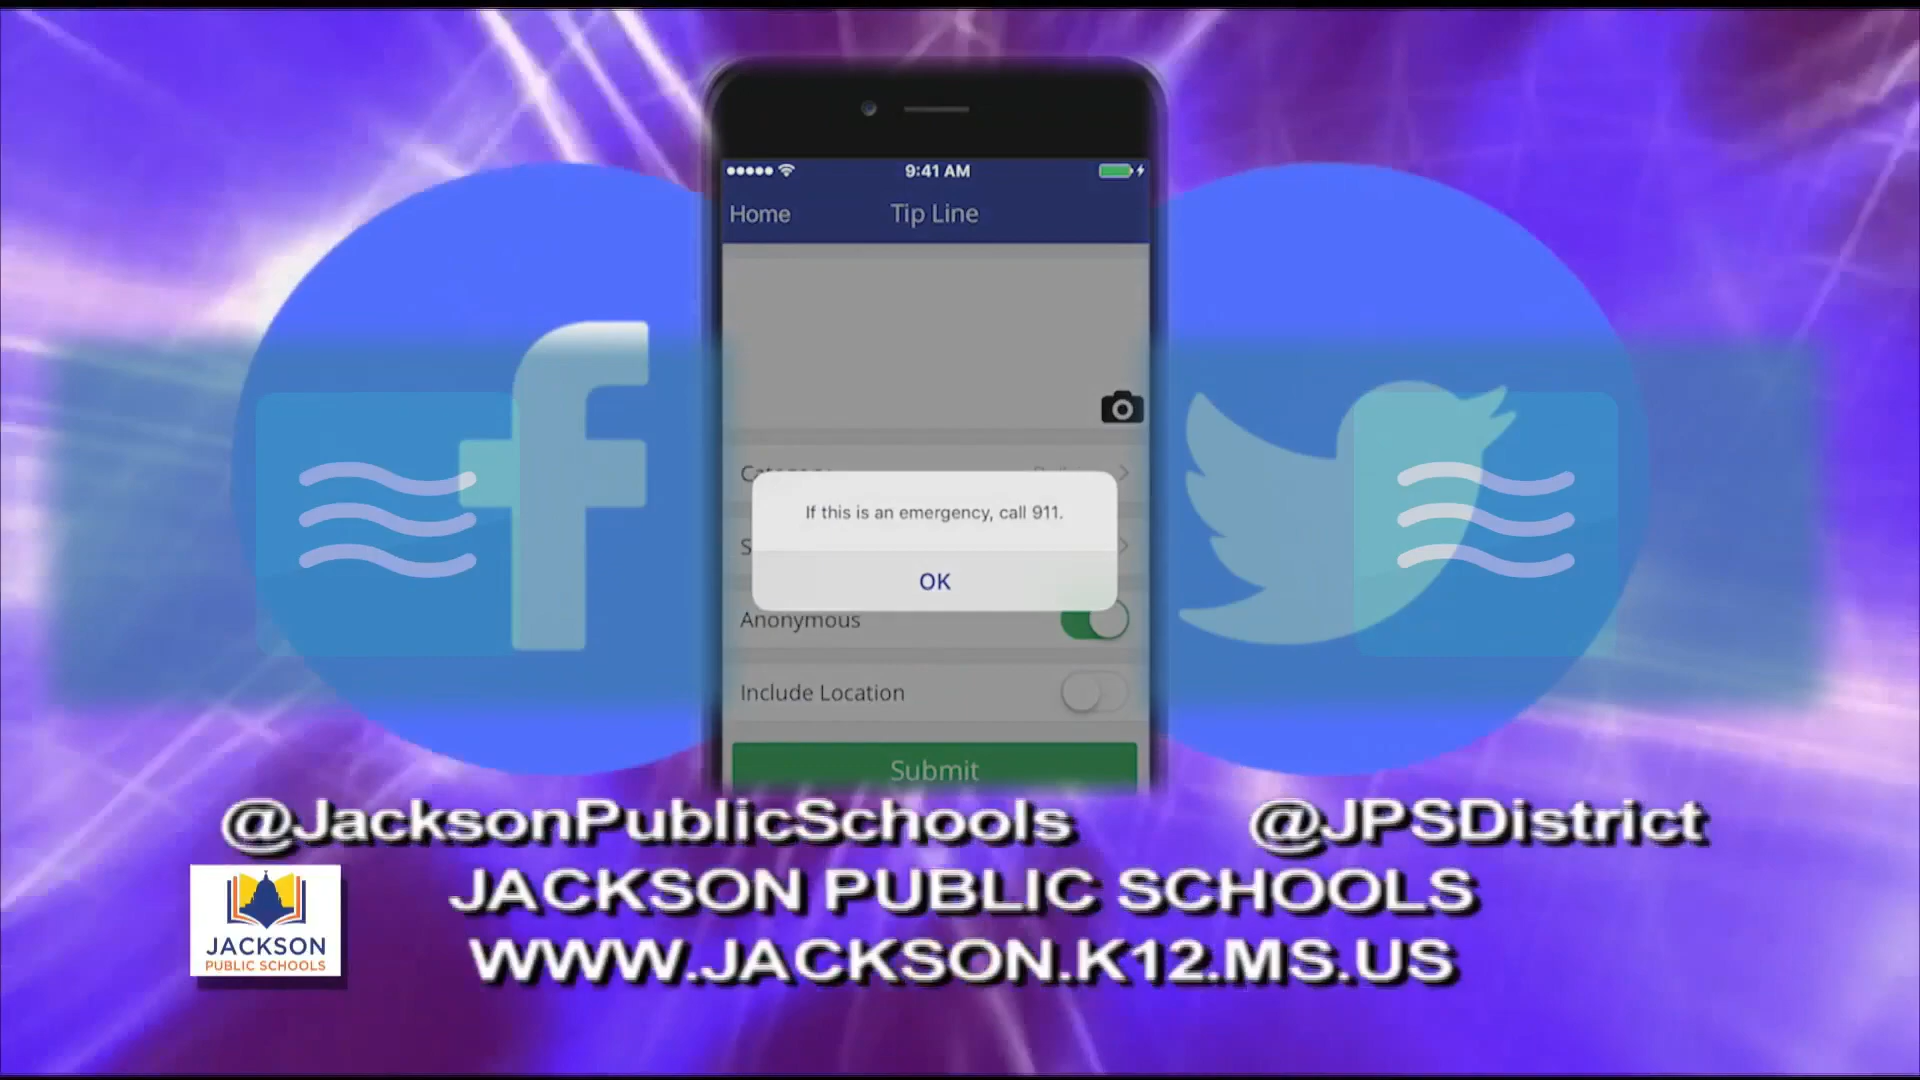 9:41 AM
Home Tip Line
If this is an emergency, call 911.
OK
Anonymous
Include Location
Submit
@JacksonPublicSchools @JPSDistrict
JACKSON PUBLIC SCHOOLS
WWW.JACKSON.K12.MS.US
JACKSON
PUBLIC SCHOOLS